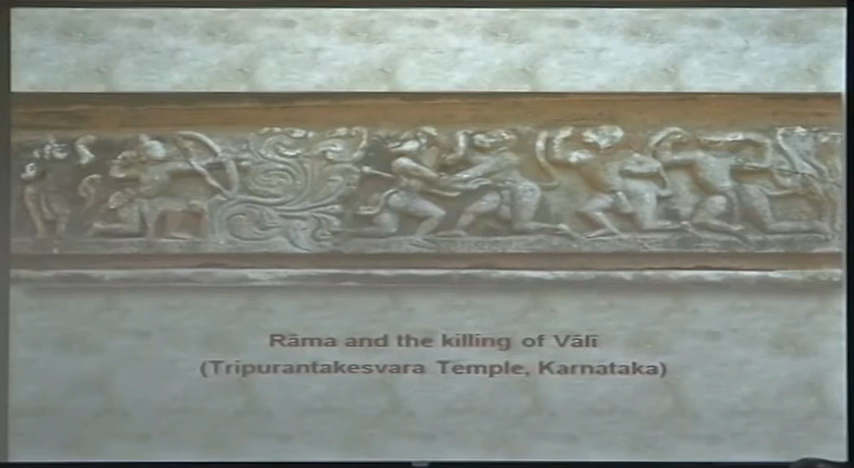 Rāma and the killing of Vālī
(Tripurantakesvara Temple, Karnataka)